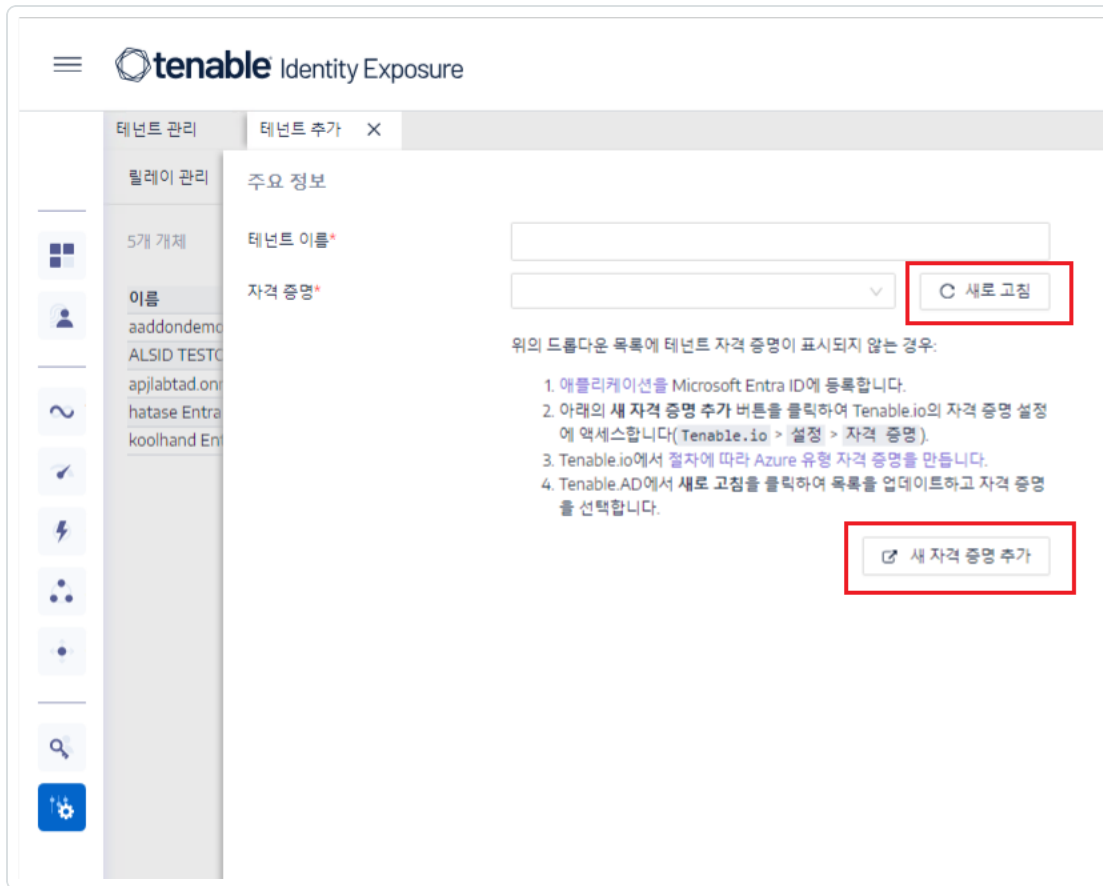 tenable Identity Exposure
테넌트 관리
테넌트 추가
릴레이 관리
주요 정보
5개 개체
테넌트 이름*
이름
자격 증명*
새로 고침
aaddondemo
ALSID TEST
apjlabtad.on
hatase Entra
koolhand En
위의 드롭다운 목록에 테넌트 자격 증명이 표시되지 않는 경우:
1. 애플리케이션을 Microsoft Entra ID에 등록합니다.
2. 아래의 새 자격 증명 추가 버튼을 클릭하여 Tenable.io의 자격 증명 설정
에 액세스합니다(Tenable.io > 설정 > 자격 증명).
3. Tenable.io에서 절차에 따라 Azure 유형 자격 증명을 만듭니다.
4. Tenable.AD에서 새로 고침을 클릭하여 목록을 업데이트하고 자격 증명
을 선택합니다.
새 자격 증명 추가